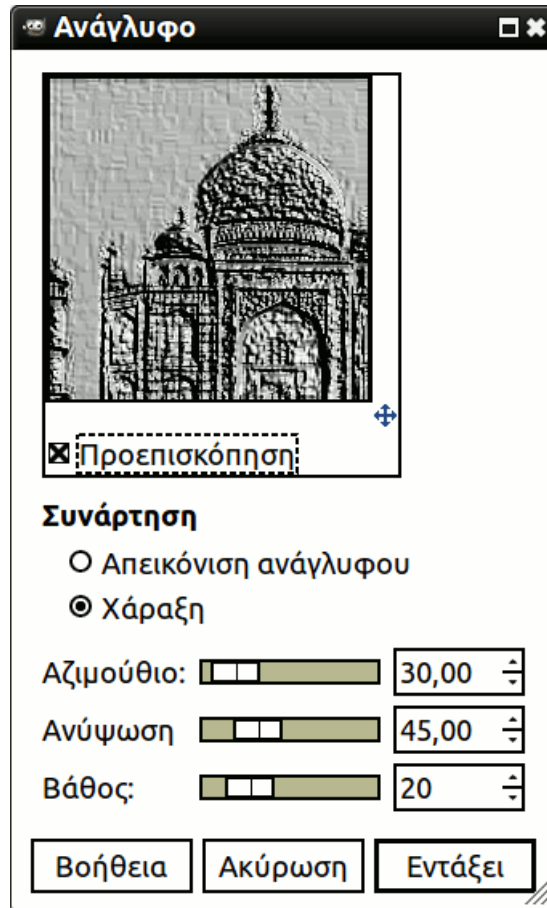 Ανάγλυφο
Προεπισκόπηση
Συνάρτηση
Απεικόνιση ανάγλυφου
Χάραξη
Αζιμούθιο: 30,00
Ανύψωση 45,00
Βάθος: 20
Βοήθεια Ακύρωση Εντάξει